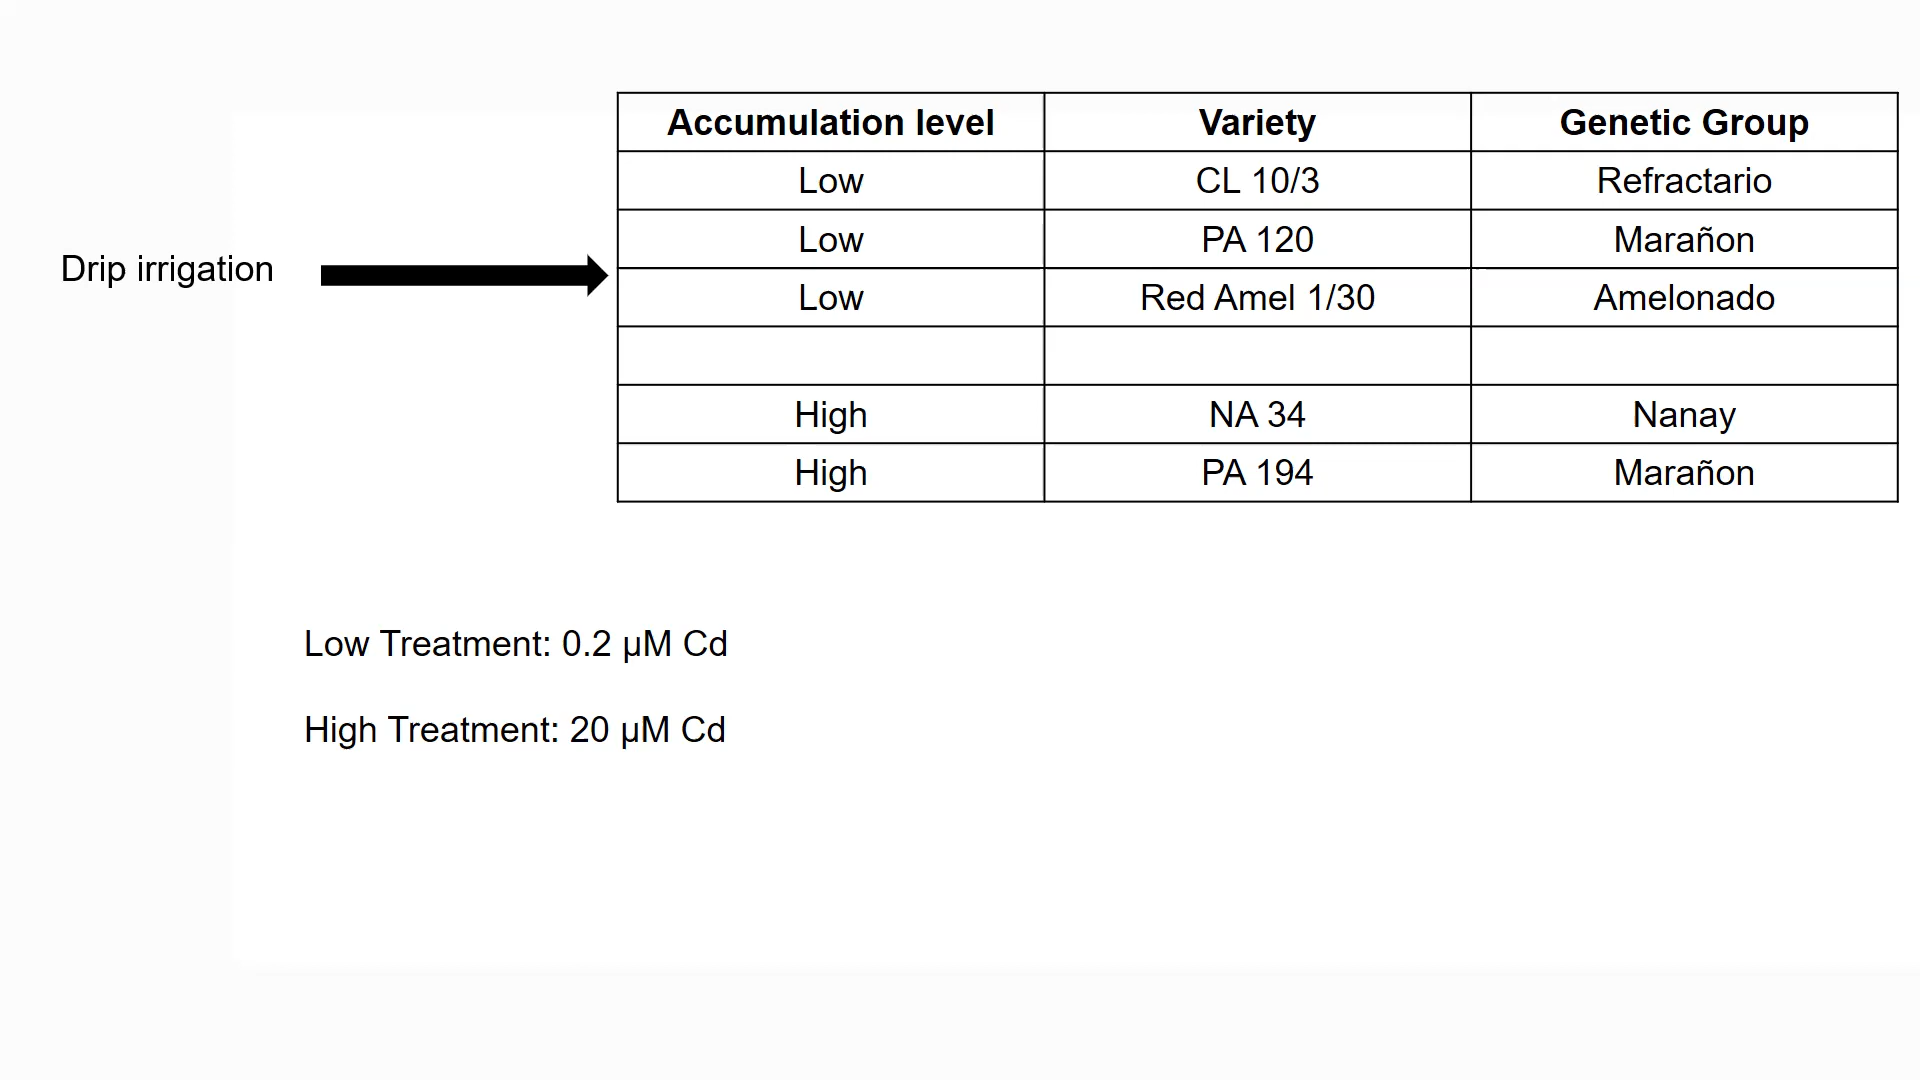 Accumulation level Variety Genetic Group
Low CL 10/3 Refractario
Low PA 120 Marañon
Drip irrigation
Low Red Amel 1/30 Amelonado
High NA 34 Nanay
High PA 194 Marañon
Low Treatment: 0.2 µM Cd
High Treatment: 20 µM Cd